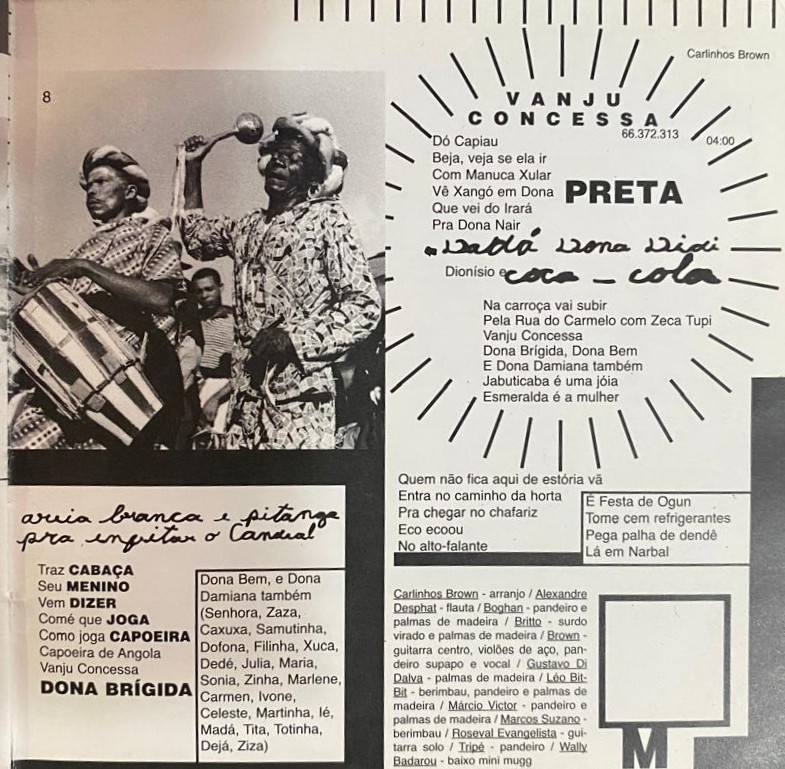 8
areia branca e pitanga
pra enfeitar o Candeal
Traz CABAÇA
Seu MENINO
Vem DIZER
Comé que JOGA
Como joga CAPOEIRA
Capoeira de Angola
Vanju Concessa
DONA BRÍGIDA
Dona Bem, e Dona
Damiana também
(Senhora, Zaza,
Caxuxa, Samutinha,
Dofona, Filinha, Xuca,
Dedé, Julia, Maria,
Sonia, Zinha, Marlene,
Carmen, Ivone,
Celeste, Martinha, Ié,
Madá, Tita, Totinha,
Dejá, Ziza)
Carlinhos Brown
VANJU
CONCESSA
66.372.313
04:00
Dó Capiau
Beja, veja se ela ir
Com Manuca Xular
Vê Xangó em Dona PRETA
Que vei do Irará
Pra Dona Nair
Dadá Dona Didi
Dionísio e coca-cola
Na carroça vai subir
Pela Rua do Carmelo com Zeca Tupi
Vanju Concessa
Dona Brígida, Dona Bem
E Dona Damiana também
Jabuticaba é uma jóia
Esmeralda é a mulher
Quem não fica aqui de estória vã
Entra no caminho da horta
Pra chegar no chafariz
Eco ecoou
No alto-falante
É Festa de Ogun
Tome cem refrigerantes
Pega palha de dendê
Lá em Narbal
Carlinhos Brown - arranjo / Alexandre
Desphat - flauta / Boghan - pandeiro e
palmas de madeira / Britto - surdo
virado e palmas de madeira / Brown -
guitarra centro, violões de aço, pan-
deiro supapo e vocal / Gustavo Di
Dalva - palmas de madeira / Léo Bit-
Bit - berimbau, pandeiro e palmas de
madeira / Márcio Victor - pandeiro e
palmas de madeira / Marcos Suzano -
berimbau / Roseval Evangelista - gui-
tarra solo / Tripé - pandeiro / Wally
Badarou - baixo mini mugg
M